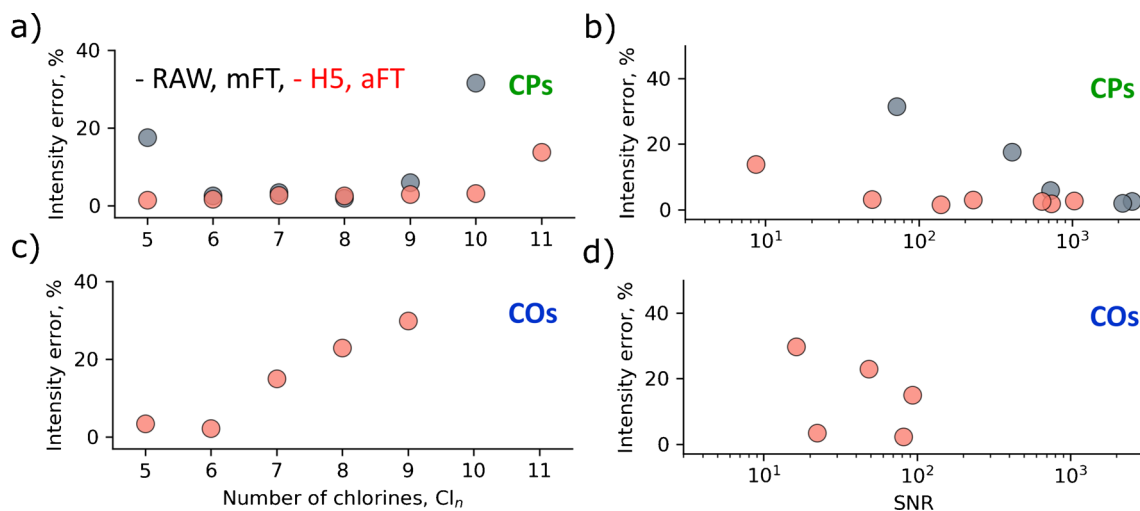 a)
Intensity error, %
40
20
0
- RAW, mFT, - H5, aFT
CPs
5 6 7 8 9 10 11
b)
Intensity error, %
40
20
0
CPs
10¹ 10² 10³
c)
Intensity error, %
40
20
0
COs
5 6 7 8 9 10 11
Number of chlorines, Clₙ
d)
Intensity error, %
40
20
0
COs
10¹ 10² 10³
SNR